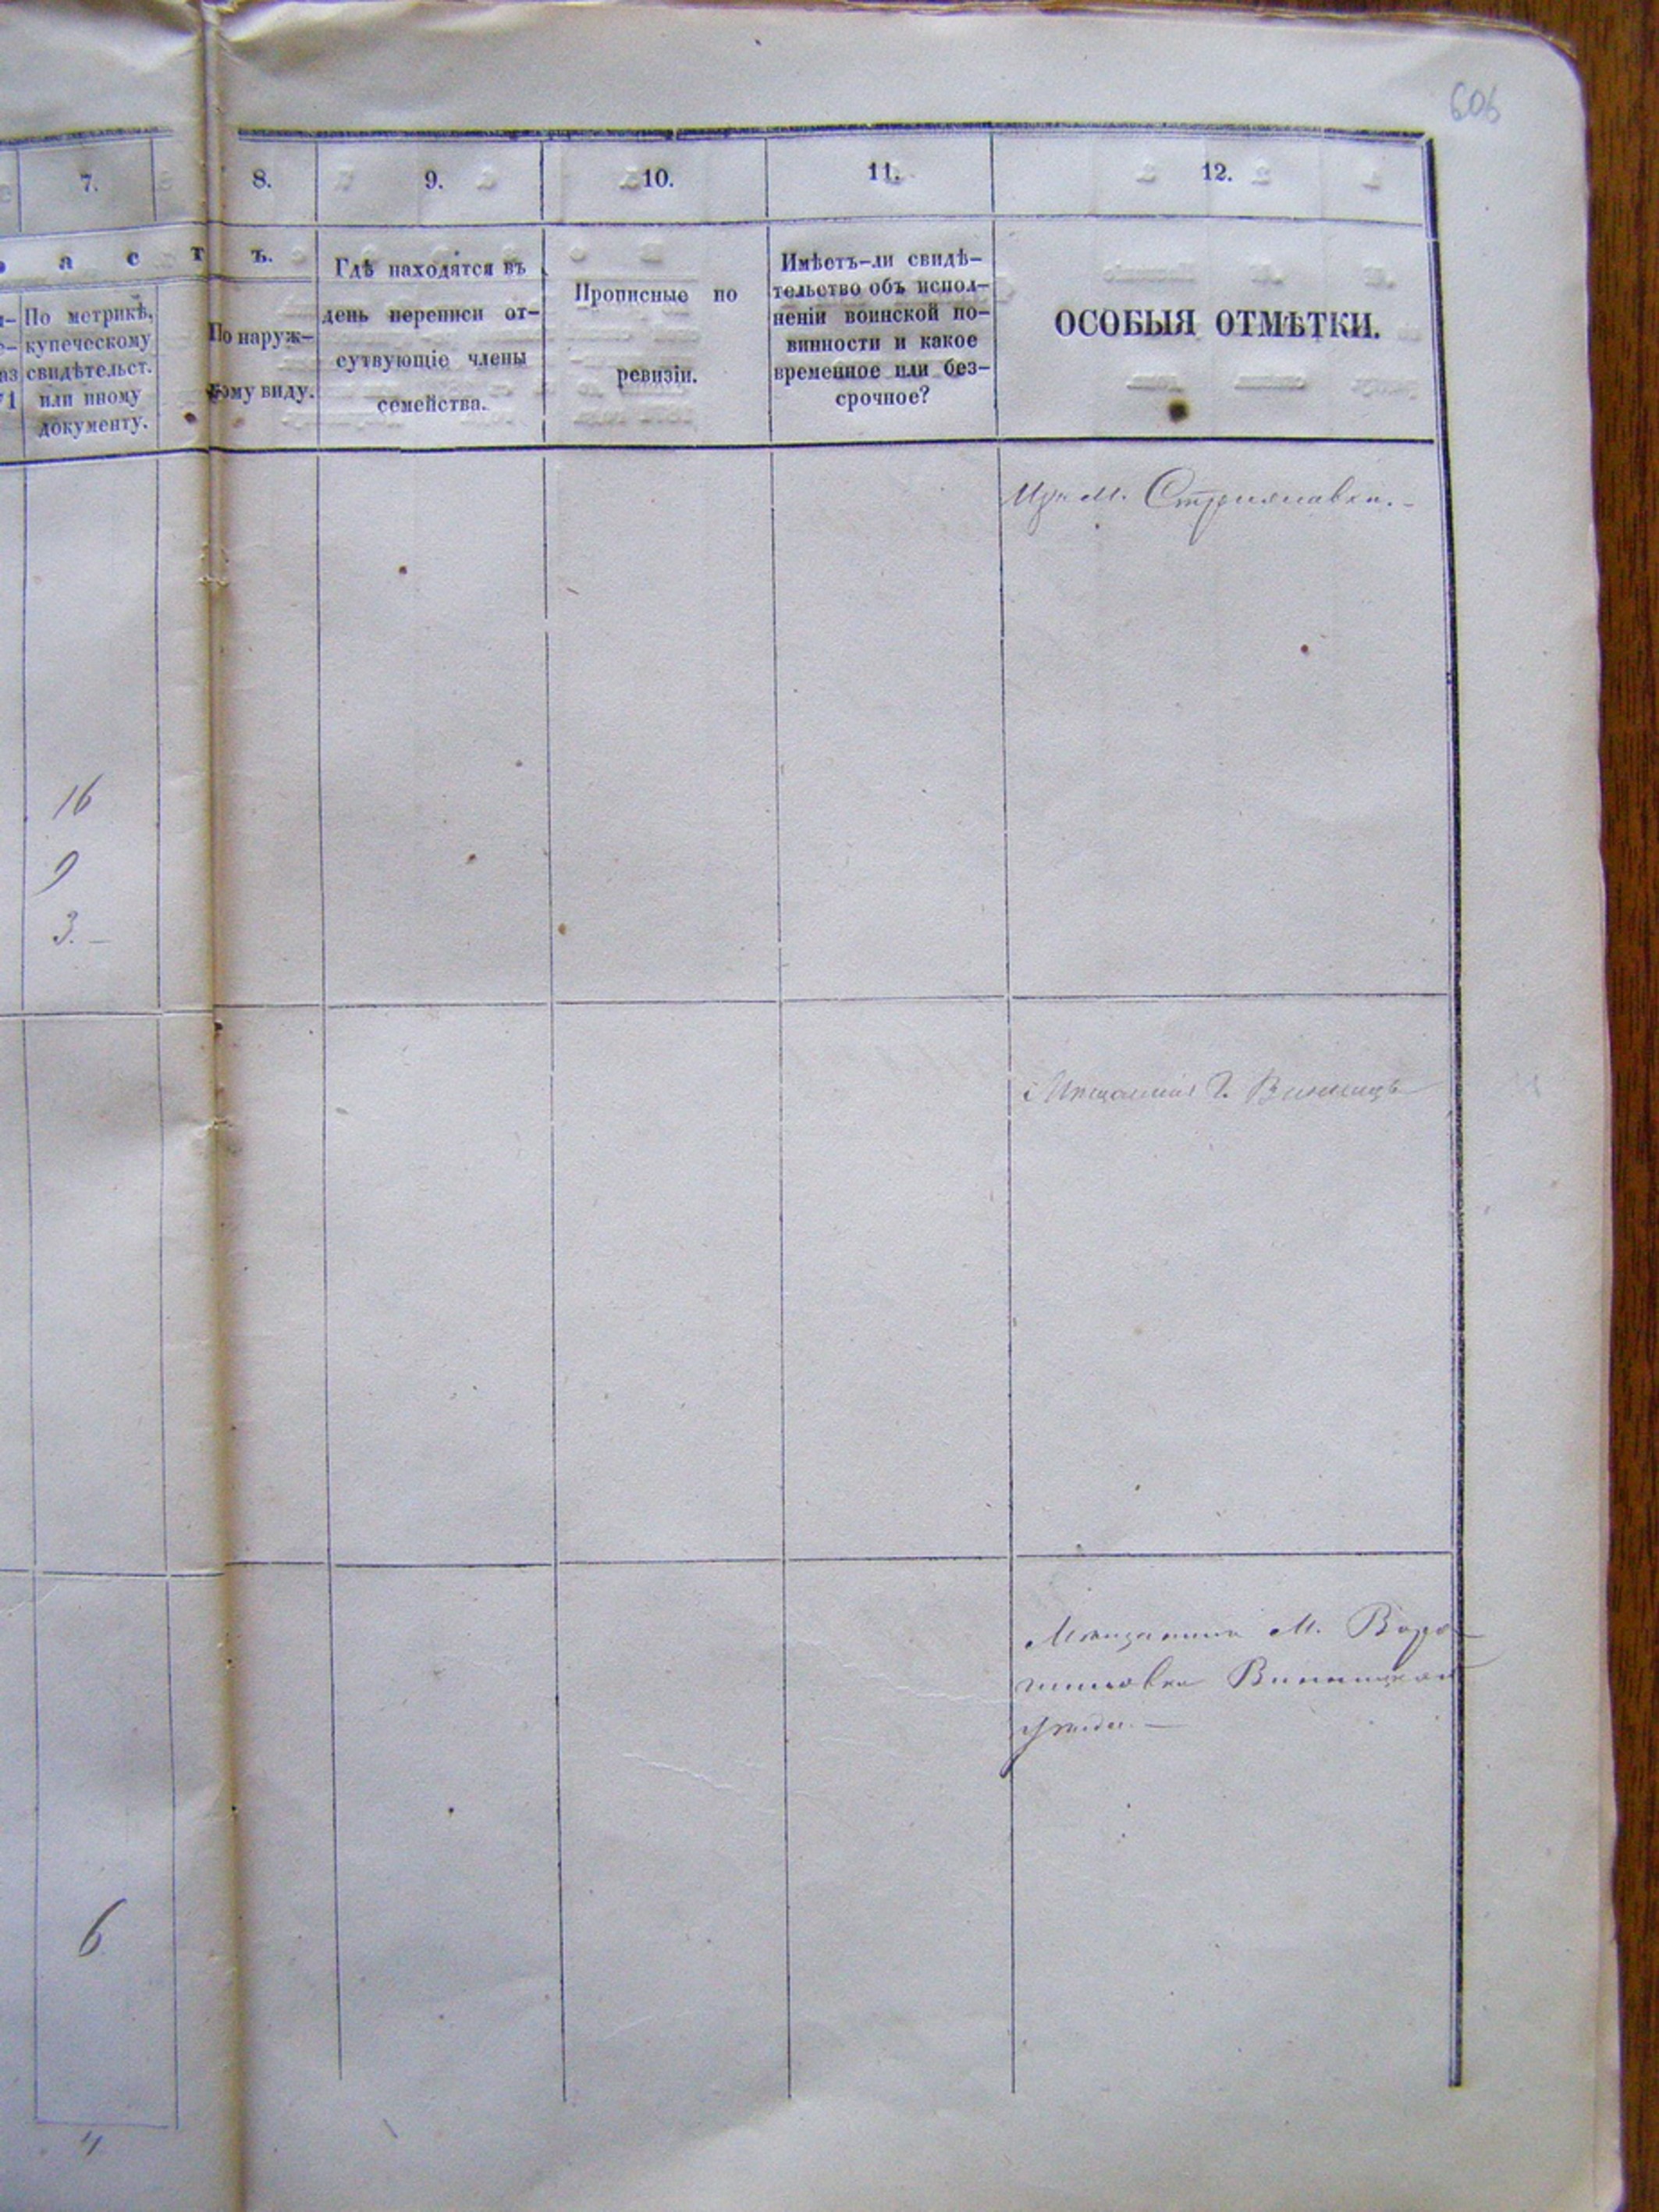 606
7.
8.
9.
10.
11.
12.
а с т ъ.
По метрикѣ,
купеческому
свидѣтельст.
или иному
документу.
По наруж-
ному виду.
Гдѣ находятся въ
день переписи от-
сутвующіе члены
семейства.
Прописные по
ревизіи.
Имѣетъ-ли свидѣ-
тельство объ испол-
неніи воинской по-
винности и какое
временное или без-
срочное?
ОСОБЫЯ ОТМѢТКИ.
Изъ М. Стрижавки.-
16
9
3.-
Мѣщанинъ г. Винницы
Мѣщанинъ М. Воро-
шиловки Винницкаго
уѣзда.-
6
4